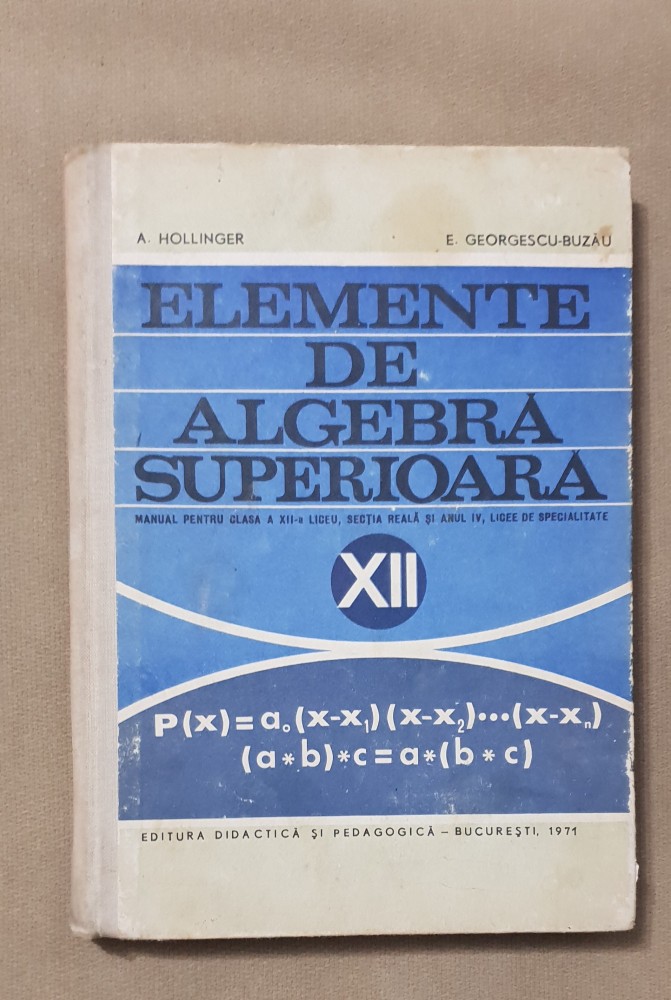 A. HOLLINGER E. GEORGESCU-BUZĂU
ELEMENTE
DE
ALGEBRĂ
SUPERIOARĂ
MANUAL PENTRU CLASA A XII-a LICEU, SECȚIA REALĂ ȘI ANUL IV, LICEE DE SPECIALITATE
XII
P(x)=a₀(x-x₁)(x-x₂)•••(x-xₙ)
(a*b)*c=a*(b*c)
EDITURA DIDACTICĂ ȘI PEDAGOGICĂ – BUCUREȘTI, 1971